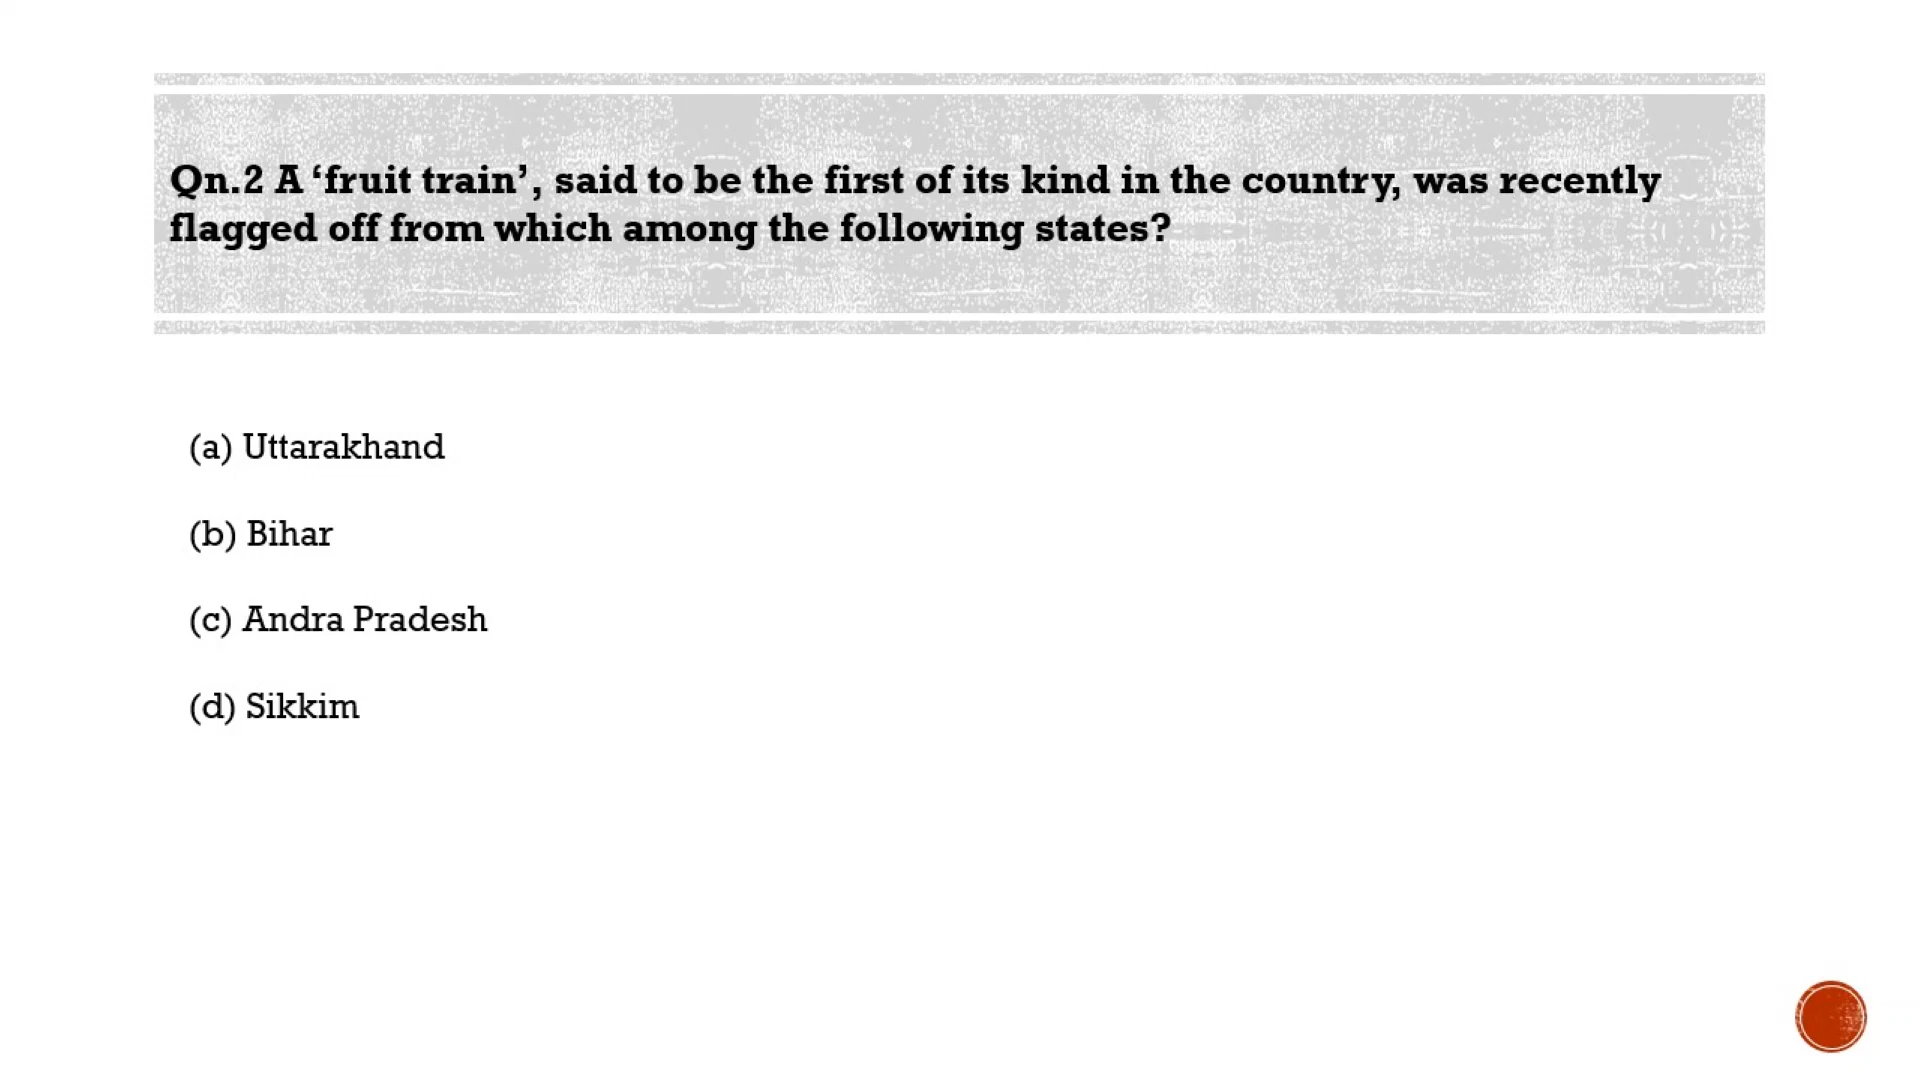 Qn.2 A ‘fruit train’, said to be the first of its kind in the country, was recently
flagged off from which among the following states?
(a) Uttarakhand
(b) Bihar
(c) Andra Pradesh
(d) Sikkim